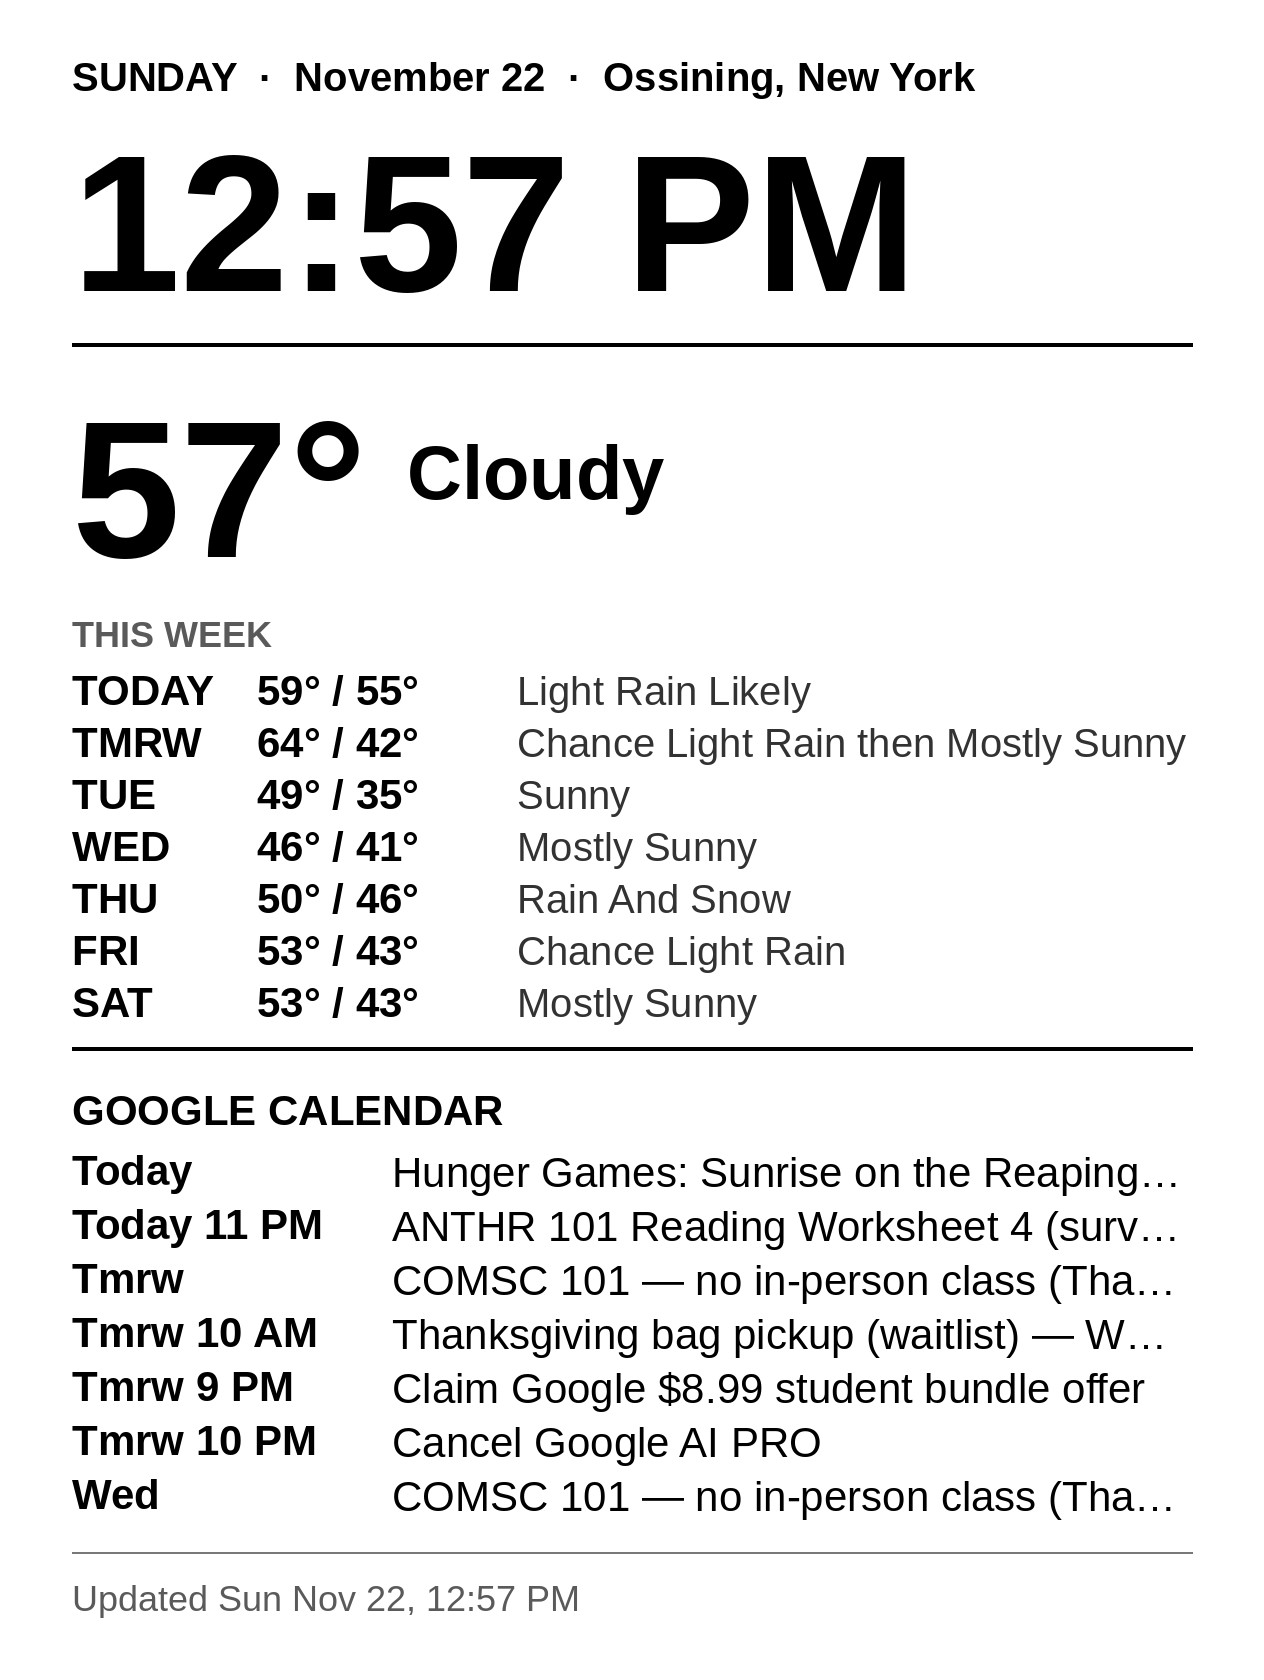 SUNDAY · November 22 · Ossining, New York
12:57 PM
57° Cloudy
THIS WEEK
TODAY 59° / 55° Light Rain Likely
TMRW 64° / 42° Chance Light Rain then Mostly Sunny
TUE 49° / 35° Sunny
WED 46° / 41° Mostly Sunny
THU 50° / 46° Rain And Snow
FRI 53° / 43° Chance Light Rain
SAT 53° / 43° Mostly Sunny
GOOGLE CALENDAR
Today Hunger Games: Sunrise on the Reaping…
Today 11 PM ANTHR 101 Reading Worksheet 4 (surv…
Tmrw COMSC 101 — no in-person class (Tha…
Tmrw 10 AM Thanksgiving bag pickup (waitlist) — W…
Tmrw 9 PM Claim Google $8.99 student bundle offer
Tmrw 10 PM Cancel Google AI PRO
Wed COMSC 101 — no in-person class (Tha…
Updated Sun Nov 22, 12:57 PM